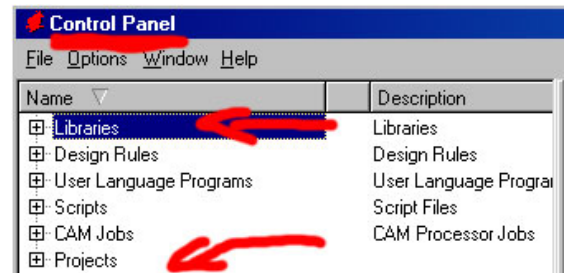 Control Panel
File Options Window Help
Name Description
Libraries Libraries
Design Rules Design Rules
User Language Programs User Language Progra
Scripts Script Files
CAM Jobs CAM Processor Jobs
Projects